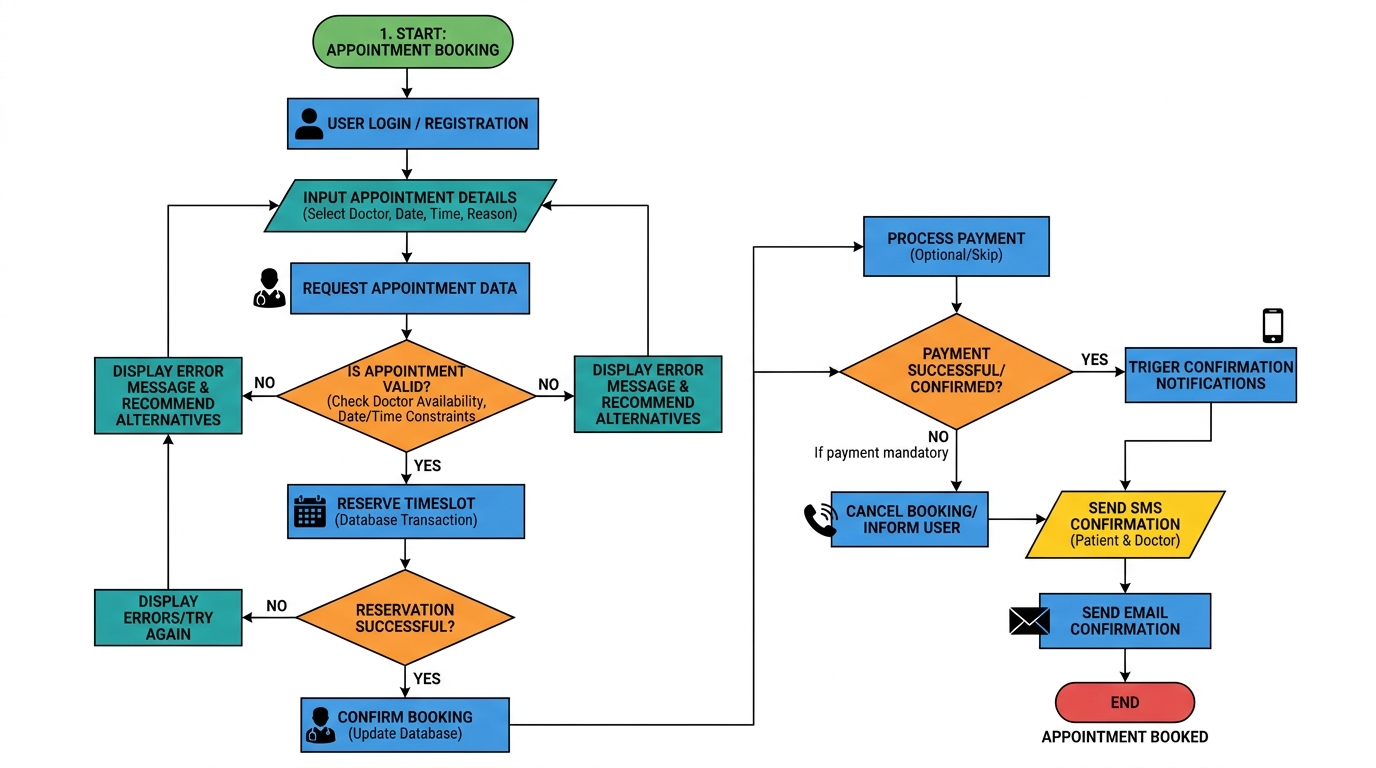 1. START:
APPOINTMENT BOOKING
USER LOGIN / REGISTRATION
INPUT APPOINTMENT DETAILS
(Select Doctor, Date, Time, Reason)
REQUEST APPOINTMENT DATA
IS APPOINTMENT
VALID?
(Check Doctor Availability,
Date/Time Constraints
NO
DISPLAY ERROR
MESSAGE &
RECOMMEND
ALTERNATIVES
NO
DISPLAY ERROR
MESSAGE &
RECOMMEND
ALTERNATIVES
YES
RESERVE TIMESLOT
(Database Transaction)
RESERVATION
SUCCESSFUL?
NO
DISPLAY
ERRORS/TRY
AGAIN
YES
CONFIRM BOOKING
(Update Database)
PROCESS PAYMENT
(Optional/Skip)
PAYMENT
SUCCESSFUL/
CONFIRMED?
YES
TRIGER CONFIRMATION
NOTIFICATIONS
NO
If payment mandatory
CANCEL BOOKING/
INFORM USER
SEND SMS
CONFIRMATION
(Patient & Doctor)
SEND EMAIL
CONFIRMATION
END
APPOINTMENT BOOKED